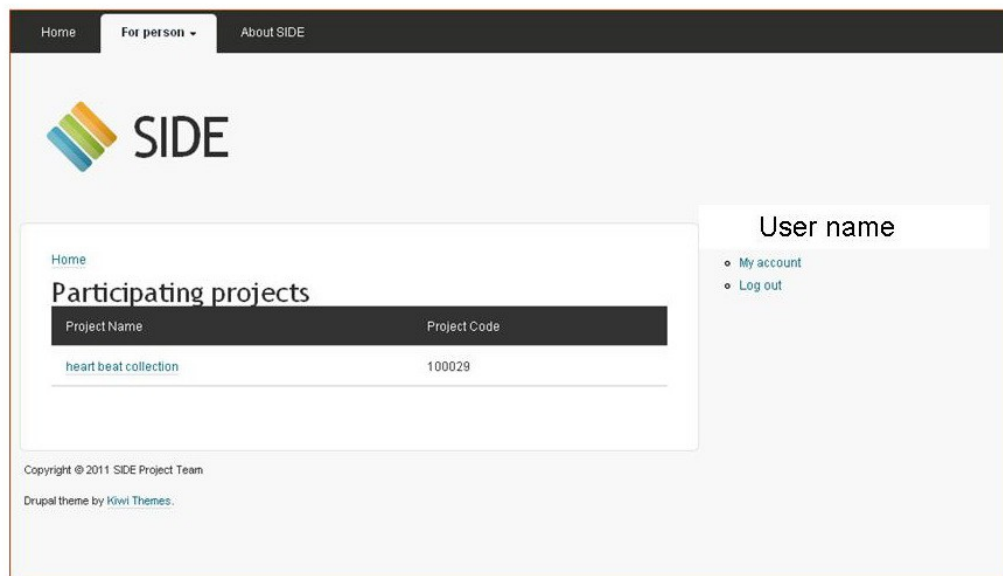 Home For person About SIDE
SIDE
User name
My account
Log out
Home
Participating projects
Project Name Project Code
heart beat collection 100029
Copyright © 2011 SIDE Project Team
Drupal theme by Kiwi Themes.